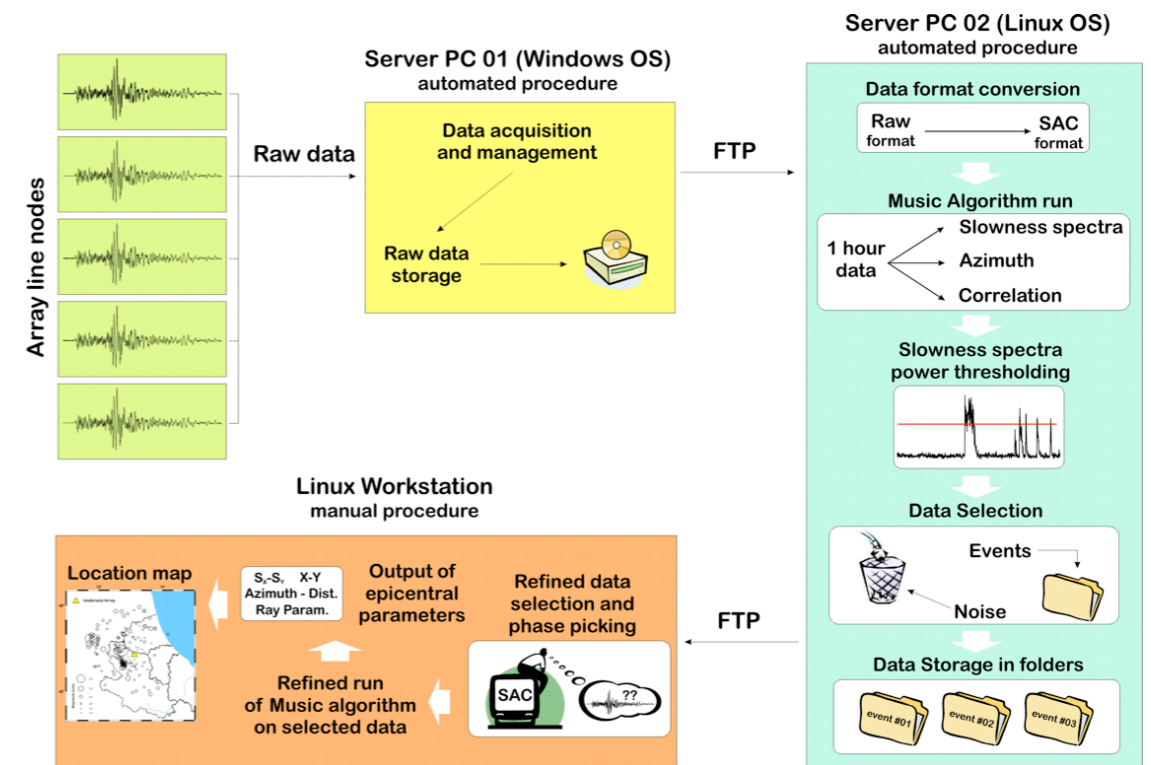 Array line nodes
Raw data
Server PC 01 (Windows OS)
automated procedure
Data acquisition
and management
Raw data
storage
FTP
Server PC 02 (Linux OS)
automated procedure
Data format conversion
Raw
format
SAC
format
Music Algorithm run
1 hour
data
Slowness spectra
Azimuth
Correlation
Slowness spectra
power thresholding
Data Selection
Events
Noise
Data Storage in folders
event #01
event #02
event #03
FTP
Linux Workstation
manual procedure
Refined data
selection and
phase picking
SAC
??
Refined run
of Music algorithm
on selected data
Output of
epicentral
parameters
Sx-Sy X-Y
Azimuth - Dist.
Ray Param.
Location map